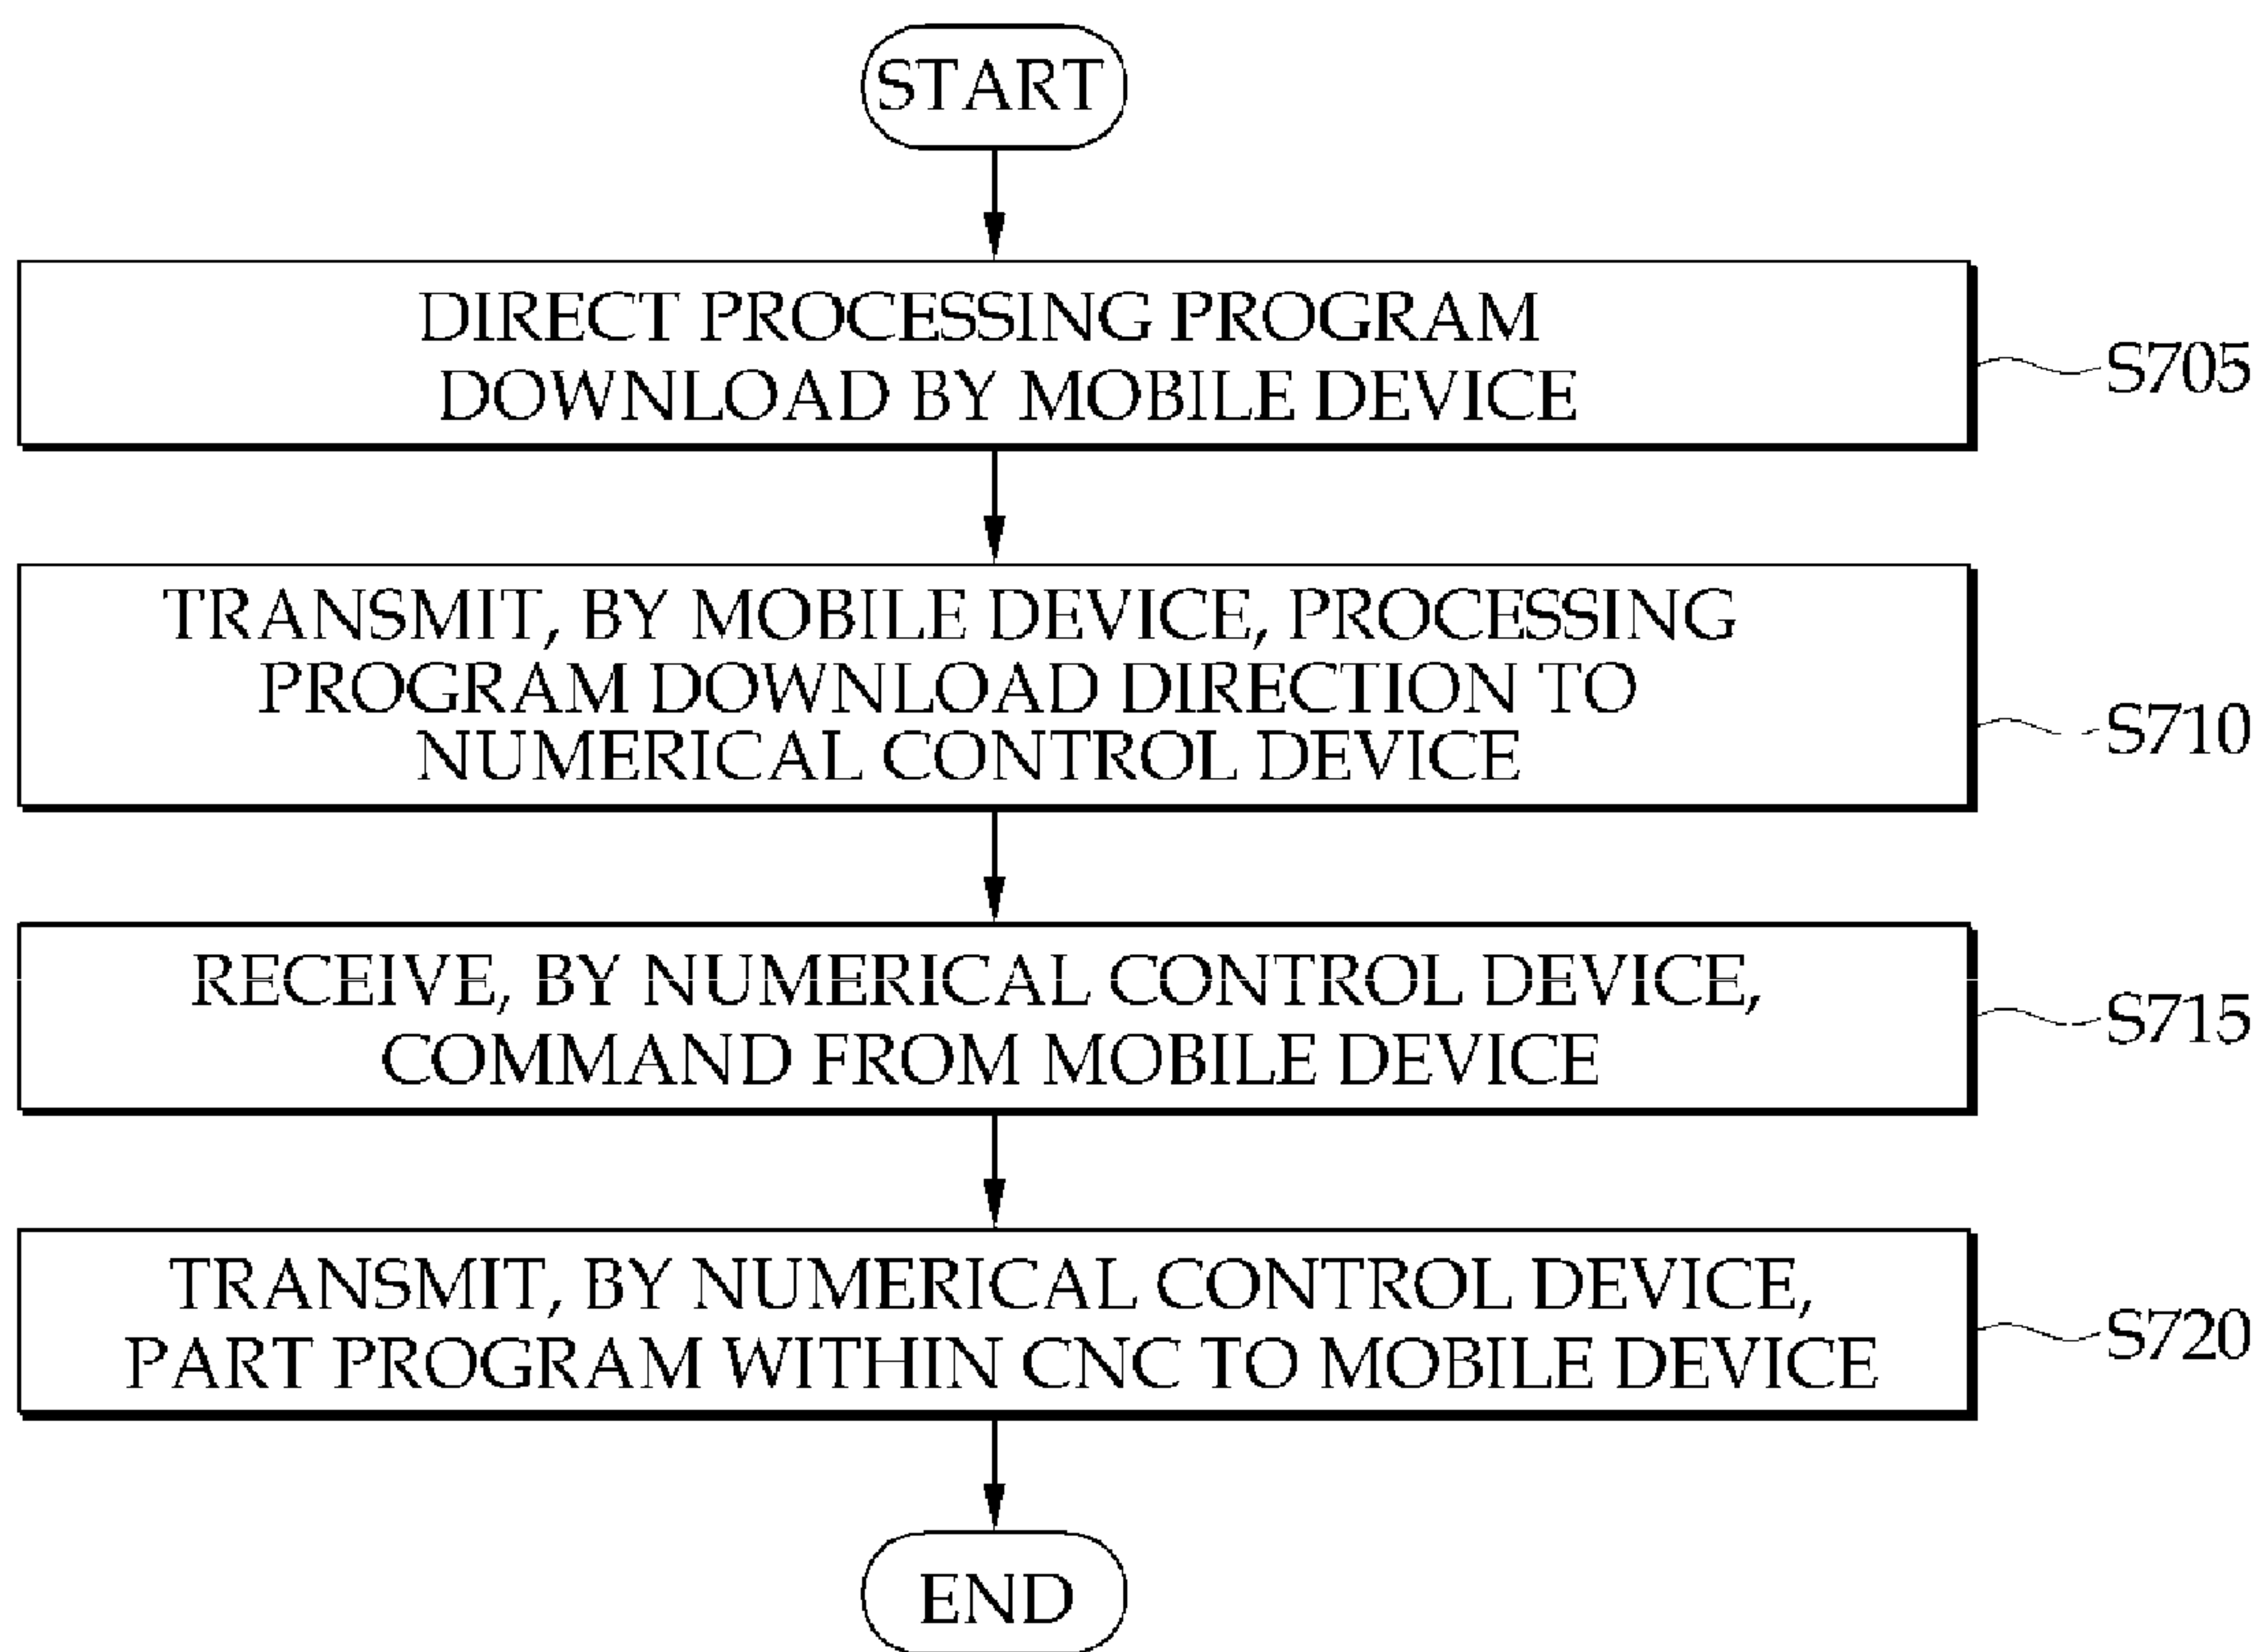 START
DIRECT PROCESSING PROGRAM
DOWNLOAD BY MOBILE DEVICE
S705
TRANSMIT, BY MOBILE DEVICE, PROCESSING
PROGRAM DOWNLOAD DIRECTION TO
NUMERICAL CONTROL DEVICE
S710
RECEIVE, BY NUMERICAL CONTROL DEVICE,
COMMAND FROM MOBILE DEVICE
S715
TRANSMIT, BY NUMERICAL CONTROL DEVICE,
PART PROGRAM WITHIN CNC TO MOBILE DEVICE
S720
END